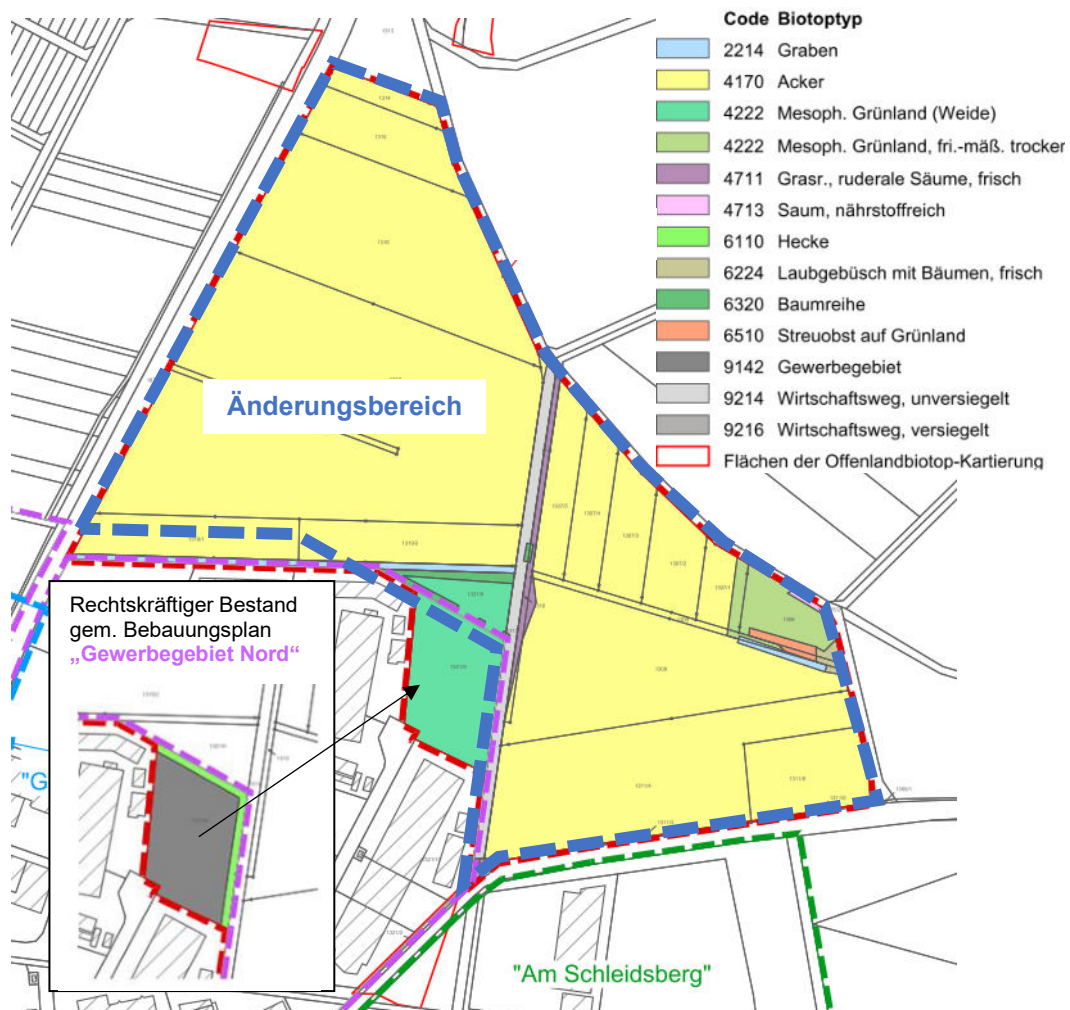 Code Biotoptyp
2214 Graben
4170 Acker
4222 Mesoph. Grünland (Weide)
4222 Mesoph. Grünland, fri.-mäß. trocken
4711 Grasr., ruderale Säume, frisch
4713 Saum, nährstoffreich
6110 Hecke
6224 Laubgebüsch mit Bäumen, frisch
6320 Baumreihe
6510 Streuobst auf Grünland
9142 Gewerbegebiet
9214 Wirtschaftsweg, unversiegelt
9216 Wirtschaftsweg, versiegelt
Flächen der Offenlandbiotop-Kartierung
Änderungsbereich
Rechtskräftiger Bestand
gem. Bebauungsplan
„Gewerbegebiet Nord“
"G
"Am Schleidsberg"